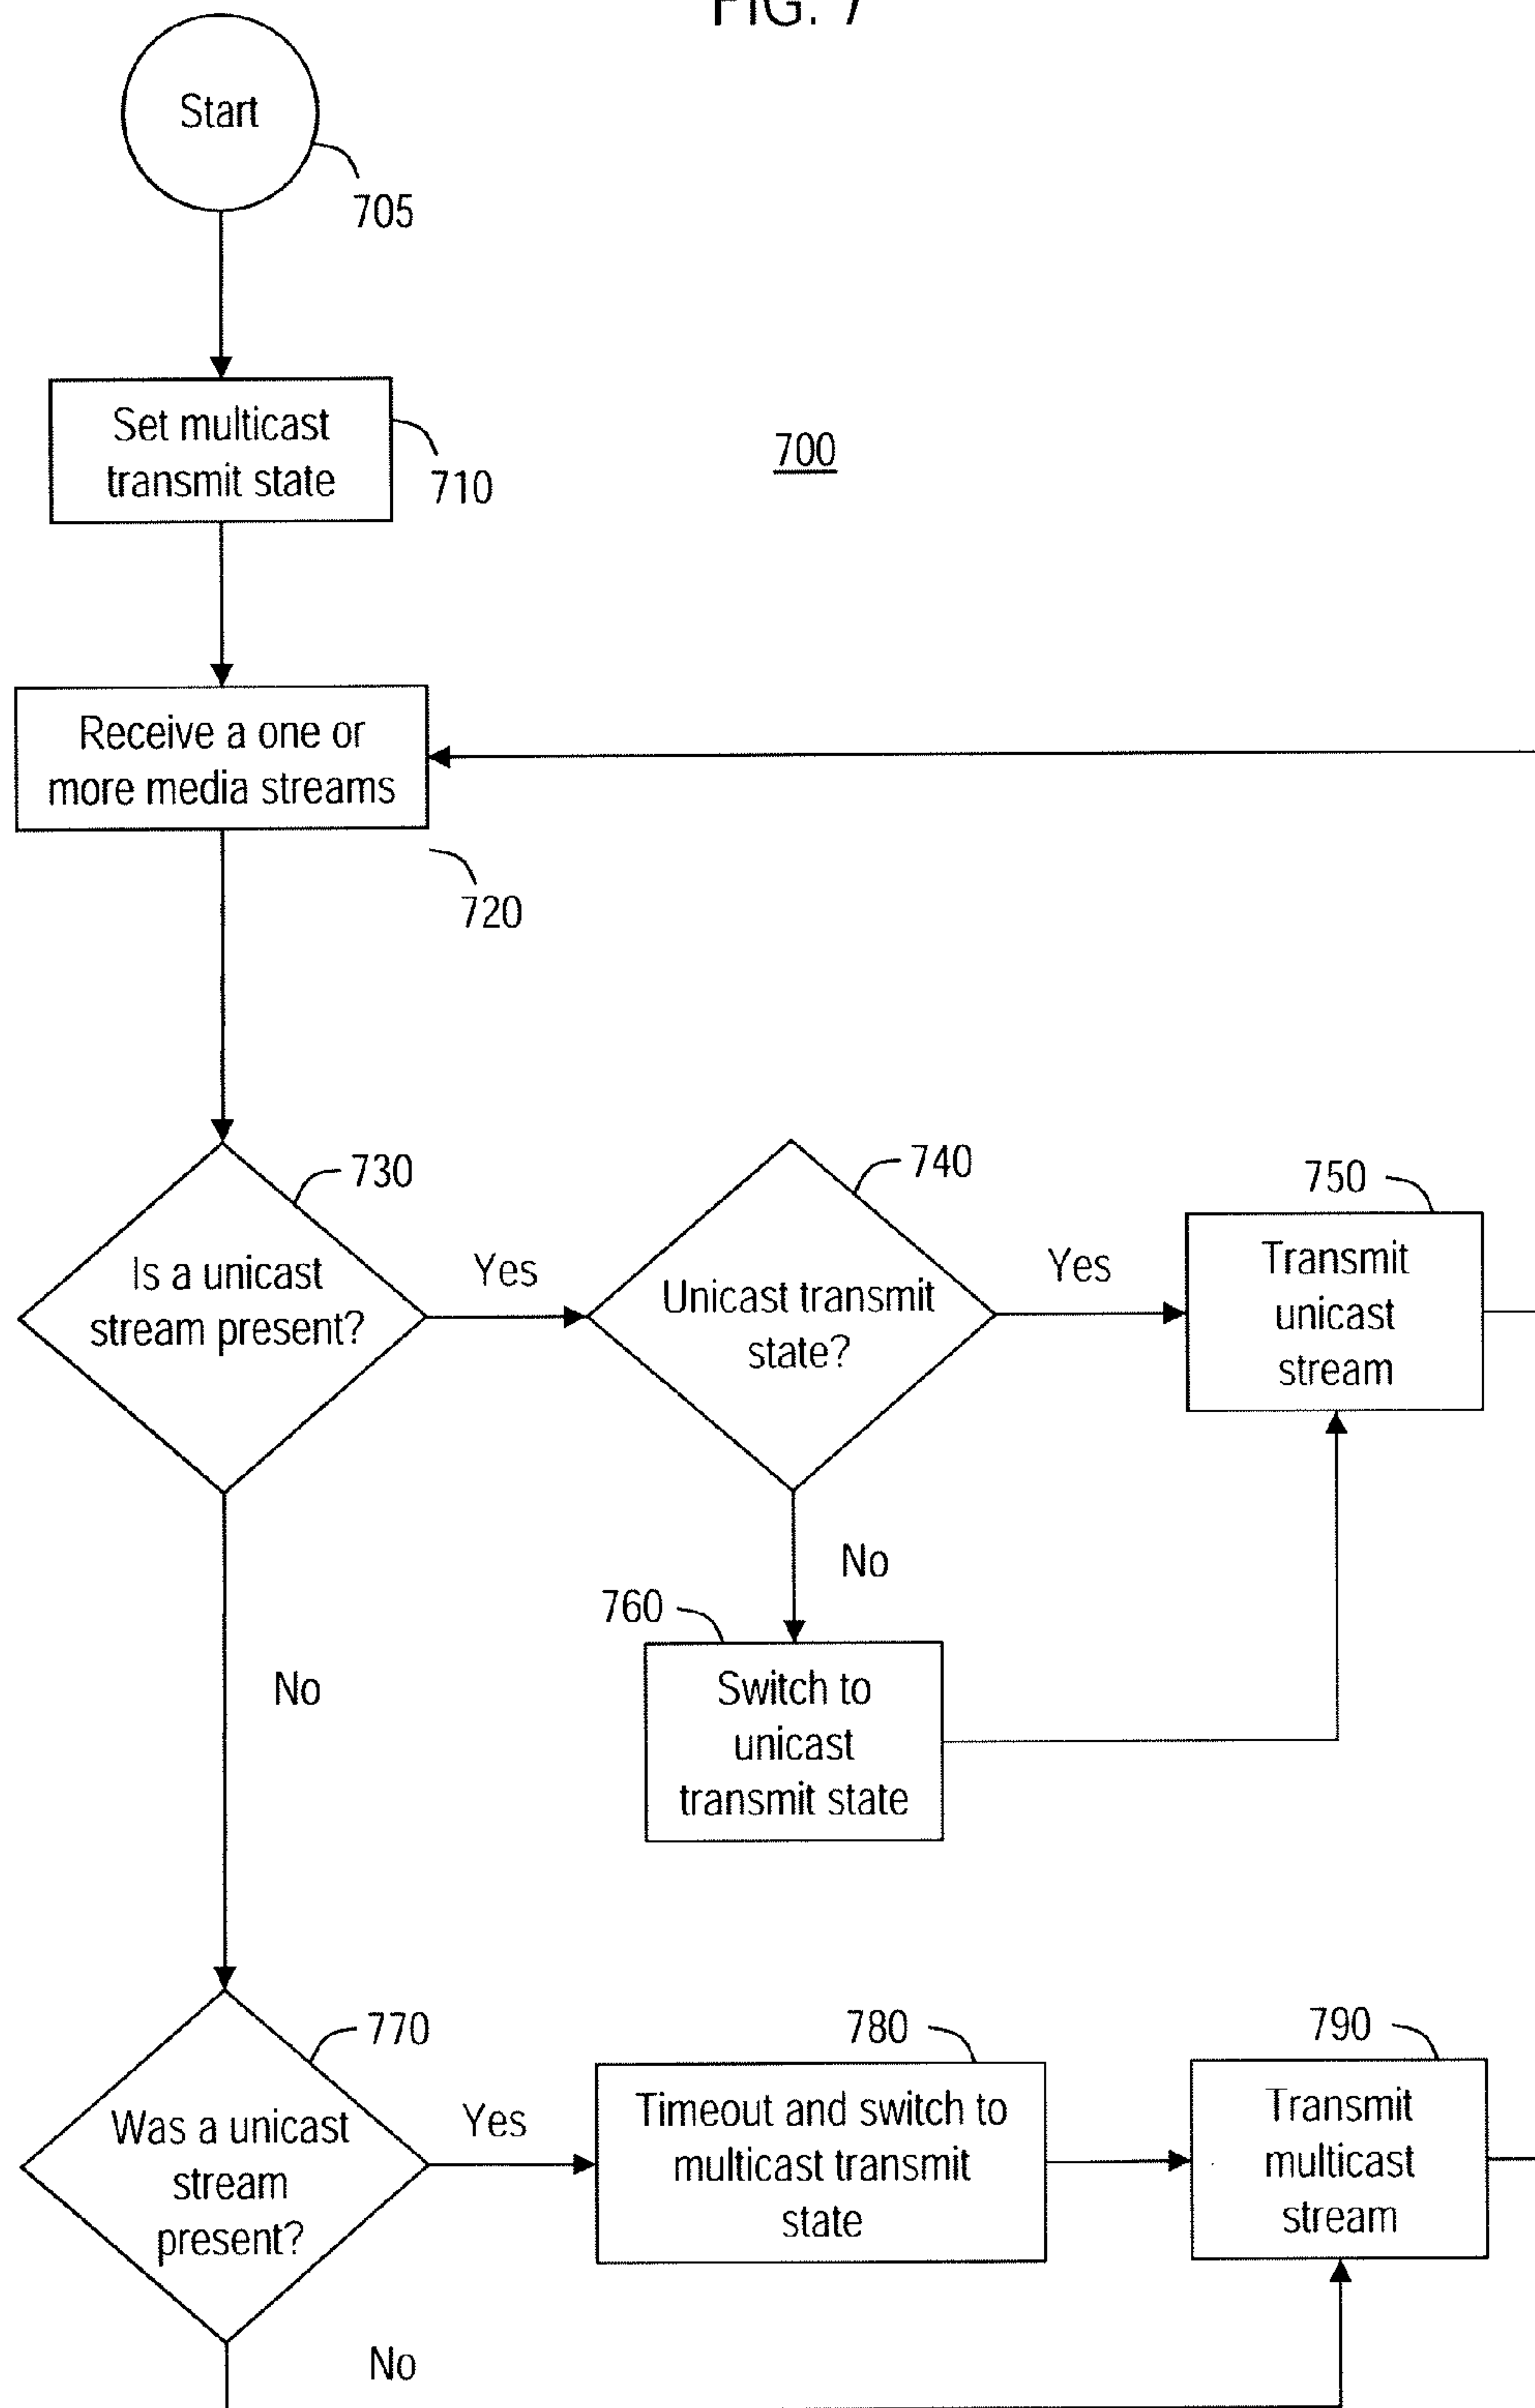 FIG. 7
Start
705
Set multicast
transmit state
710
700
Receive a one or
more media streams
720
730
Is a unicast
stream present?
Yes
740
Unicast transmit
state?
Yes
750
Transmit
unicast
stream
No
760
Switch to
unicast
transmit state
No
770
Was a unicast
stream
present?
Yes
780
Timeout and switch to
multicast transmit
state
790
Transmit
multicast
stream
No